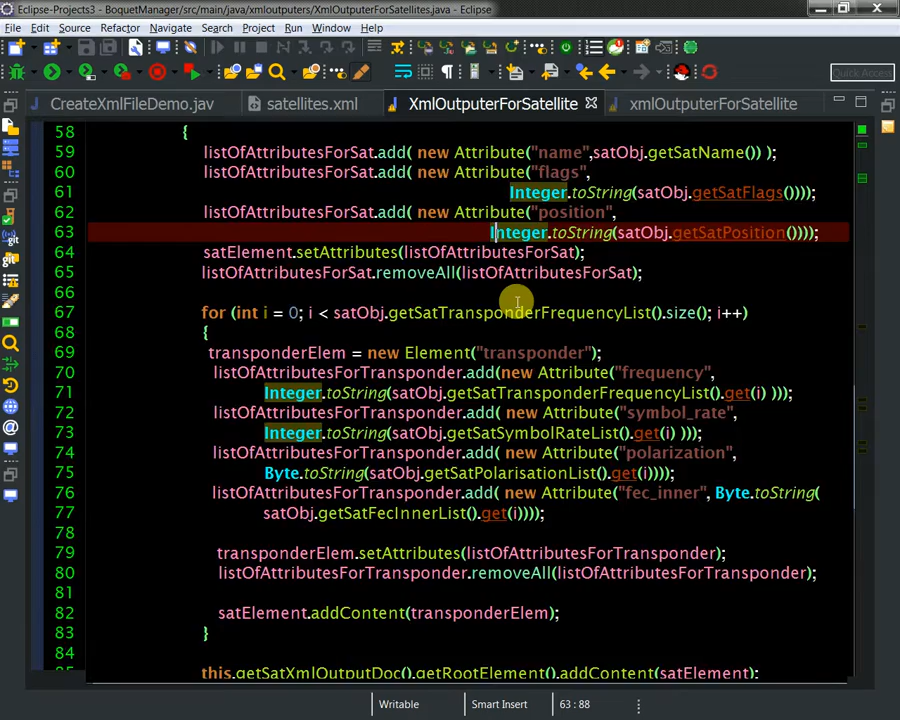 Eclipse-Projects3 - BoquetManager/src/main/java/xmloutputers/XmlOutputerForSatellites.java - Eclipse
File Edit Source Refactor Navigate Search Project Run Window Help
Quick Access
CreateXmlFileDemo.jav satellites.xml XmlOutputerForSatellite xmlOutputerForSatellite
58 {
59 listOfAttributesForSat.add( new Attribute("name",satObj.getSatName()) );
60 listOfAttributesForSat.add( new Attribute("flags",
61 Integer.toString(satObj.getSatFlags())));
62 listOfAttributesForSat.add( new Attribute("position",
63 Integer.toString(satObj.getSatPosition())));
64 satElement.setAttributes(listOfAttributesForSat);
65 listOfAttributesForSat.removeAll(listOfAttributesForSat);
66
67 for (int i = 0; i < satObj.getSatTransponderFrequencyList().size(); i++)
68 {
69 transponderElem = new Element("transponder");
70 listOfAttributesForTransponder.add(new Attribute("frequency",
71 Integer.toString(satObj.getSatTransponderFrequencyList().get(i) )));
72 listOfAttributesForTransponder.add( new Attribute("symbol_rate",
73 Integer.toString(satObj.getSatSymbolRateList().get(i) )));
74 listOfAttributesForTransponder.add( new Attribute("polarization",
75 Byte.toString(satObj.getSatPolarisationList().get(i))));
76 listOfAttributesForTransponder.add( new Attribute("fec_inner", Byte.toString(
77 satObj.getSatFecInnerList().get(i))));
78
79 transponderElem.setAttributes(listOfAttributesForTransponder);
80 listOfAttributesForTransponder.removeAll(listOfAttributesForTransponder);
81
82 satElement.addContent(transponderElem);
83 }
84
85 this.getSatXmlOutputDoc().getRootElement().addContent(satElement);
Writable Smart Insert 63 : 88